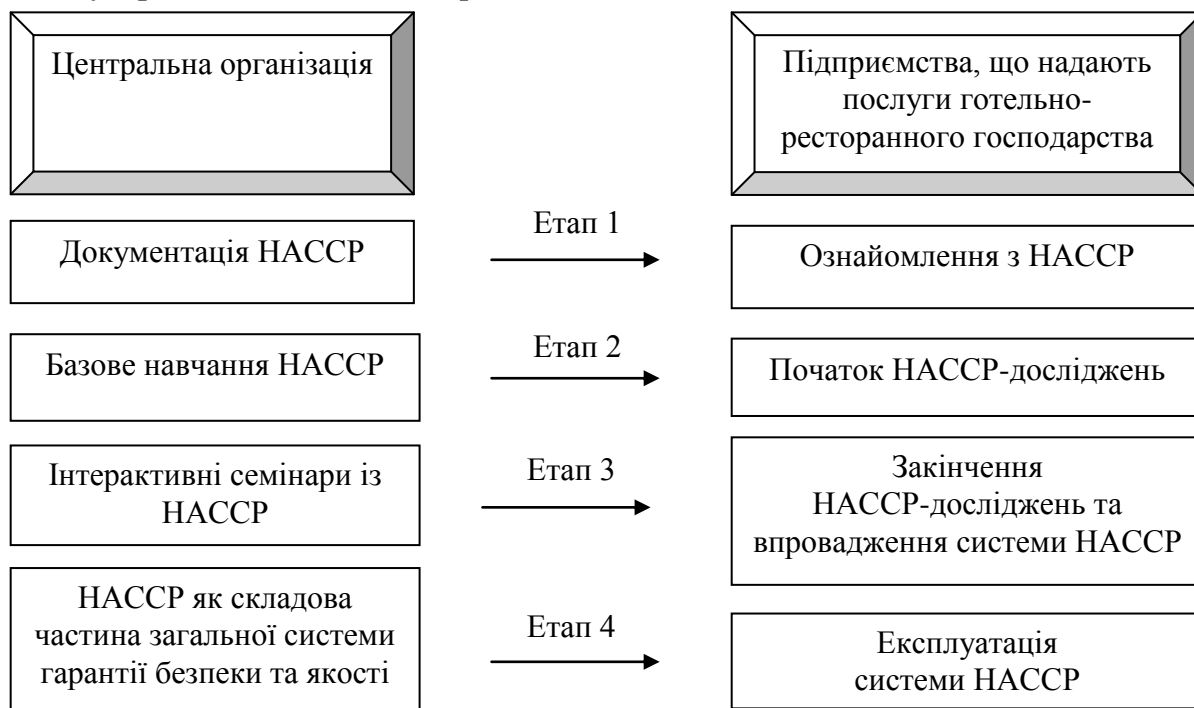 Центральна організація
Підприємства, що надають
послуги готельно-
ресторанного господарства
Документація НАССР
Етап 1
Ознайомлення з НАССР
Базове навчання НАССР
Етап 2
Початок НАССР-досліджень
Інтерактивні семінари із
НАССР
Етап 3
Закінчення
НАССР-досліджень та
впровадження системи НАССР
НАССР як складова
частина загальної системи
гарантії безпеки та якості
Етап 4
Експлуатація
системи НАССР